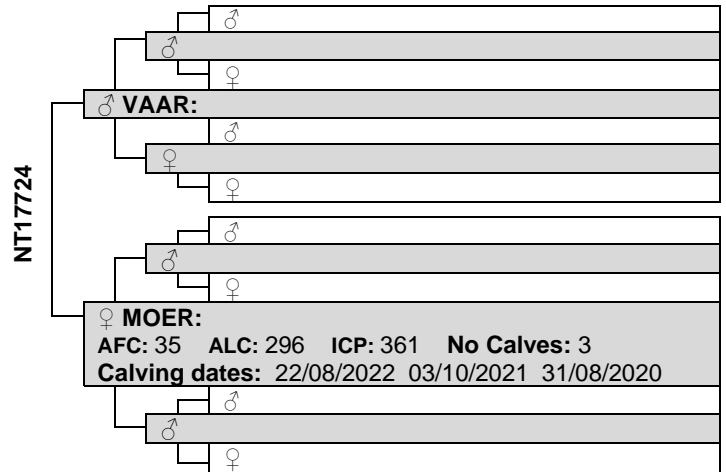 ♂
♂
♀
♂ VAAR:
♂
♀
♀
NT17724
♂
♂
♀
♀ MOER:
AFC: 35 ALC: 296 ICP: 361 No Calves: 3
Calving dates: 22/08/2022 03/10/2021 31/08/2020
♂
♂
♀